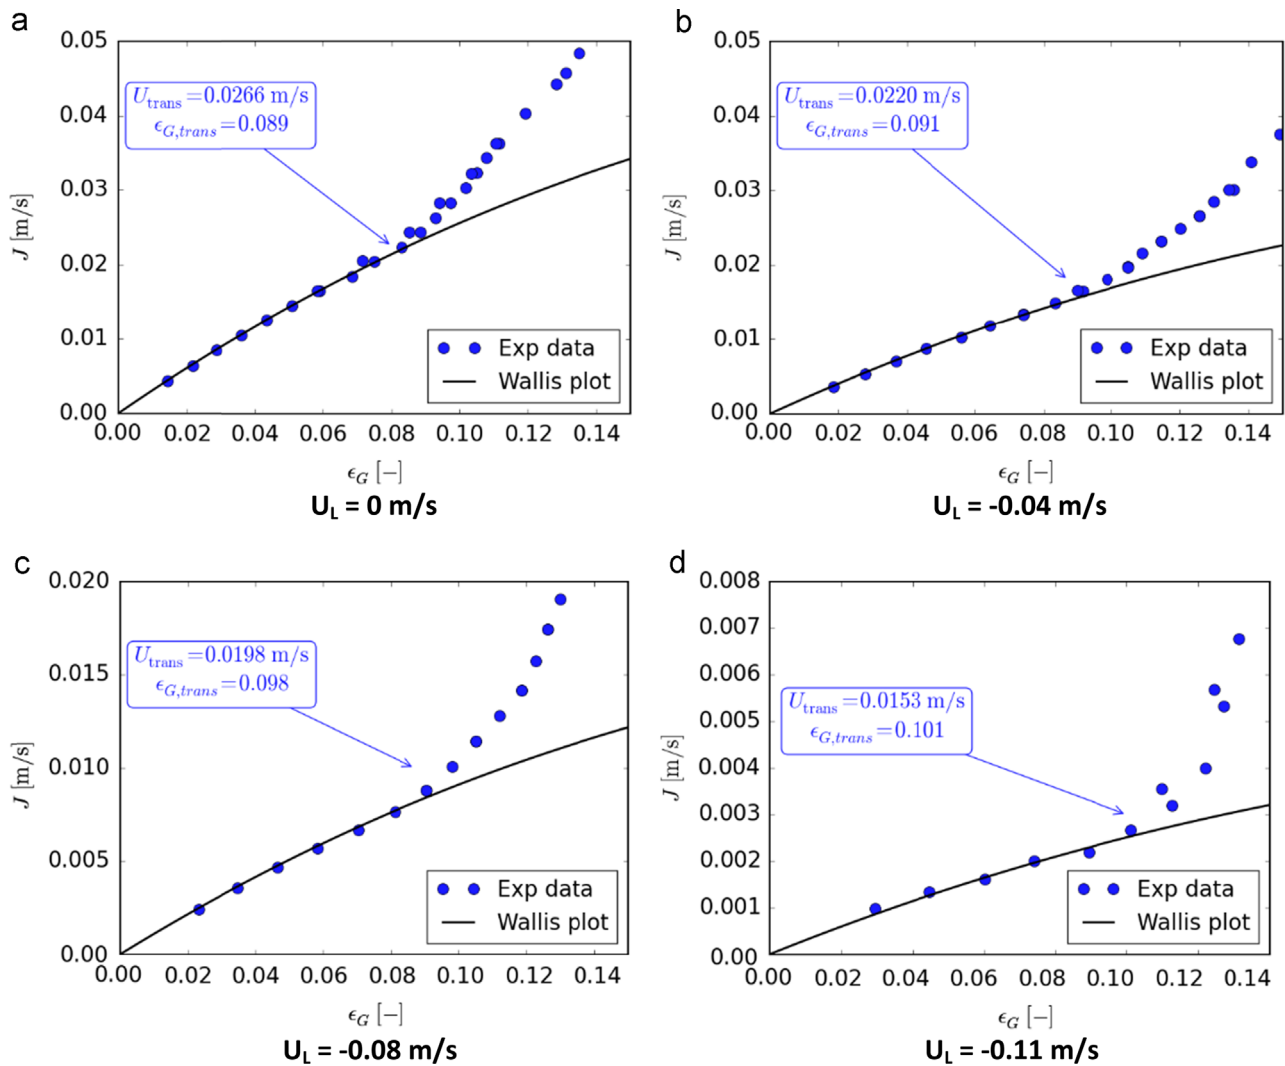 a
0.05
0.04
0.03
0.02
0.01
0.00
J [m/s]
U_trans=0.0266 m/s
ϵ_G,trans=0.089
Exp data
Wallis plot
0.00 0.02 0.04 0.06 0.08 0.10 0.12 0.14
ϵ_G [−]
U_L = 0 m/s
b
0.05
0.04
0.03
0.02
0.01
0.00
J [m/s]
U_trans=0.0220 m/s
ϵ_G,trans=0.091
Exp data
Wallis plot
0.00 0.02 0.04 0.06 0.08 0.10 0.12 0.14
ϵ_G [−]
U_L = -0.04 m/s
c
0.020
0.015
0.010
0.005
0.00
J [m/s]
U_trans=0.0198 m/s
ϵ_G,trans=0.098
Exp data
Wallis plot
0.00 0.02 0.04 0.06 0.08 0.10 0.12 0.14
ϵ_G [−]
U_L = -0.08 m/s
d
0.008
0.007
0.006
0.005
0.004
0.003
0.002
0.001
0.00
J [m/s]
U_trans=0.0153 m/s
ϵ_G,trans=0.101
Exp data
Wallis plot
0.00 0.02 0.04 0.06 0.08 0.10 0.12 0.14
ϵ_G [−]
U_L = -0.11 m/s